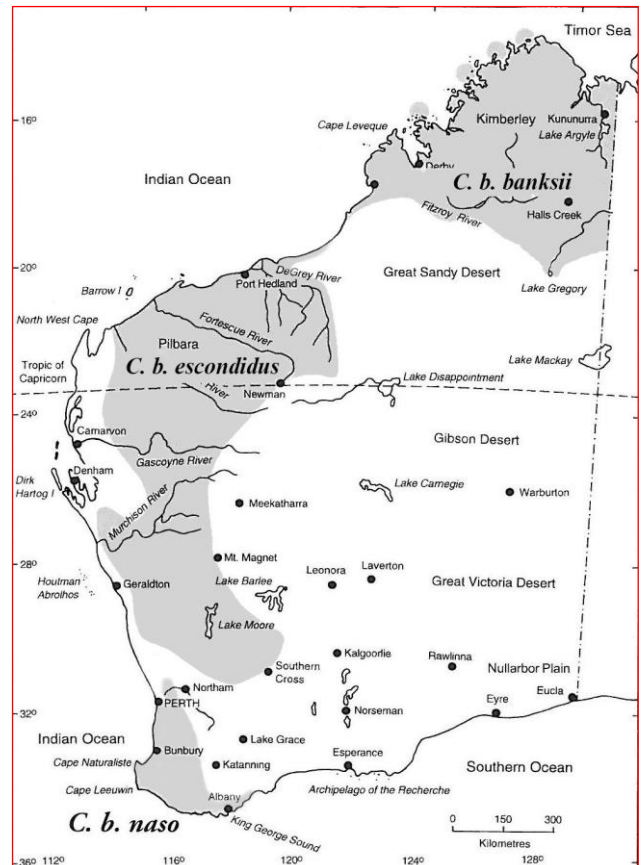 Timor Sea
16°
Cape Leveque
Kimberley
Kununurra
Lake Argyle
Derby
Indian Ocean
C. b. banksii
Halls Creek
Fitzroy River
20°
DeGrey River
Great Sandy Desert
Port Hedland
Lake Gregory
Barrow I
North West Cape
Fortescue River
Pilbara
Tropic of
Capricorn
C. b. escondidus
Lake Mackay
River
Newman
Lake Disappointment
24°
Carnarvon
Gibson Desert
Gascoyne River
Denham
Dirk
Hartog I
Lake Carnegie
Warburton
Murchison River
Meekatharra
28°
Mt. Magnet
Leonora
Laverton
Houtman
Abrolhos
Geraldton
Lake Barlee
Great Victoria Desert
Lake Moore
Kalgoorlie
Rawlinna
Southern
Cross
Nullarbor Plain
Northam
Eucla
PERTH
Eyre
32°
Norseman
Indian Ocean
Bunbury
Lake Grace
Cape Naturaliste
Katanning
Esperance
Southern Ocean
Cape Leeuwin
Albany
Archipelago of the Recherche
C. b. naso
King George Sound
0 150 300
Kilometres
36°
112°
116°
120°
124°
128°